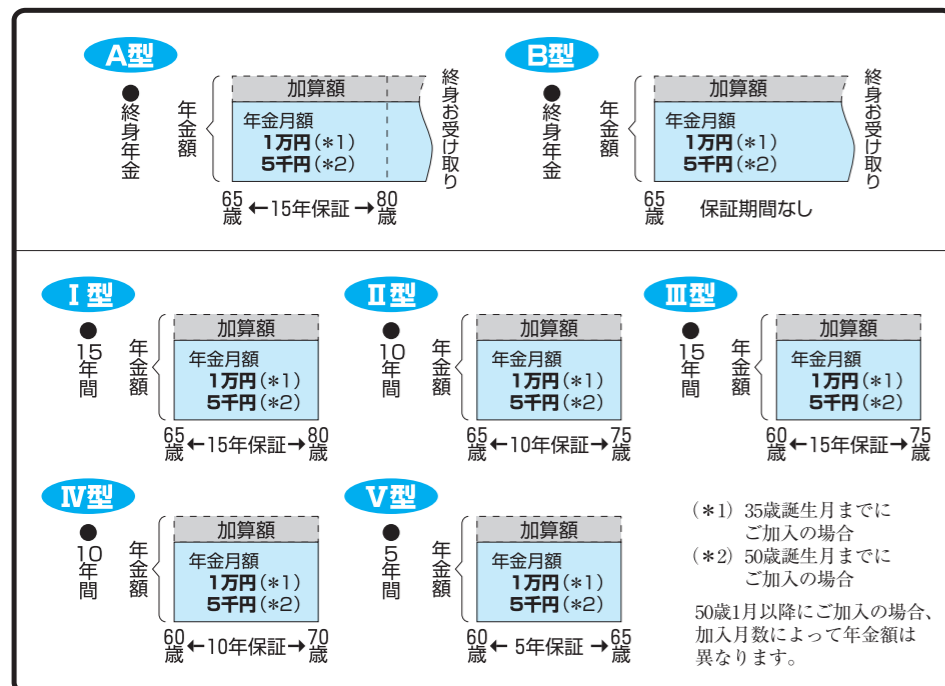 A型
●終身年金
年金額
加算額
年金月額
1万円(*1)
5千円(*2)
終身お受け取り
65歳 ←15年保証→ 80歳
B型
●終身年金
年金額
加算額
年金月額
1万円(*1)
5千円(*2)
終身お受け取り
65歳 保証期間なし
I型
●15年間
年金額
加算額
年金月額
1万円(*1)
5千円(*2)
65歳 ←15年保証→ 80歳
II型
●10年間
年金額
加算額
年金月額
1万円(*1)
5千円(*2)
65歳 ←10年保証→ 75歳
III型
●15年間
年金額
加算額
年金月額
1万円(*1)
5千円(*2)
60歳 ←15年保証→ 75歳
IV型
●10年間
年金額
加算額
年金月額
1万円(*1)
5千円(*2)
60歳 ←10年保証→ 70歳
V型
●5年間
年金額
加算額
年金月額
1万円(*1)
5千円(*2)
60歳 ←5年保証→ 65歳
(*1) 35歳誕生月までに
ご加入の場合
(*2) 50歳誕生月までに
ご加入の場合
50歳1月以降にご加入の場合、
加入月数によって年金額は
異なります。